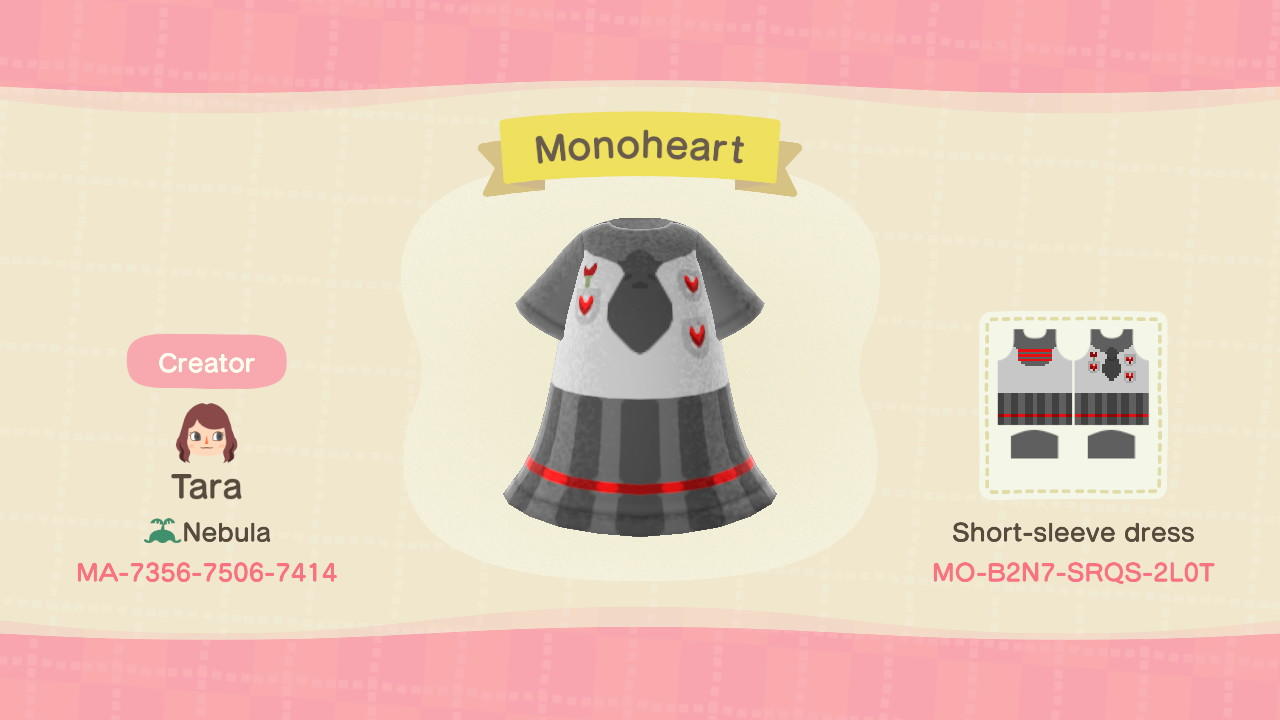 Monoheart
Creator
Tara
Nebula
MA-7356-7506-7414
Short-sleeve dress
MO-B2N7-SRQS-2L0T